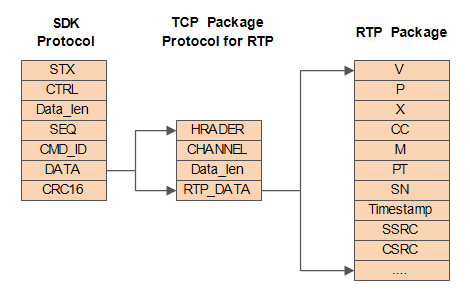 SDK
Protocol
STX
CTRL
Data_len
SEQ
CMD_ID
DATA
CRC16
TCP Package
Protocol for RTP
HRADER
CHANNEL
Data_len
RTP_DATA
RTP Package
V
P
X
CC
M
PT
SN
Timestamp
SSRC
CSRC
....